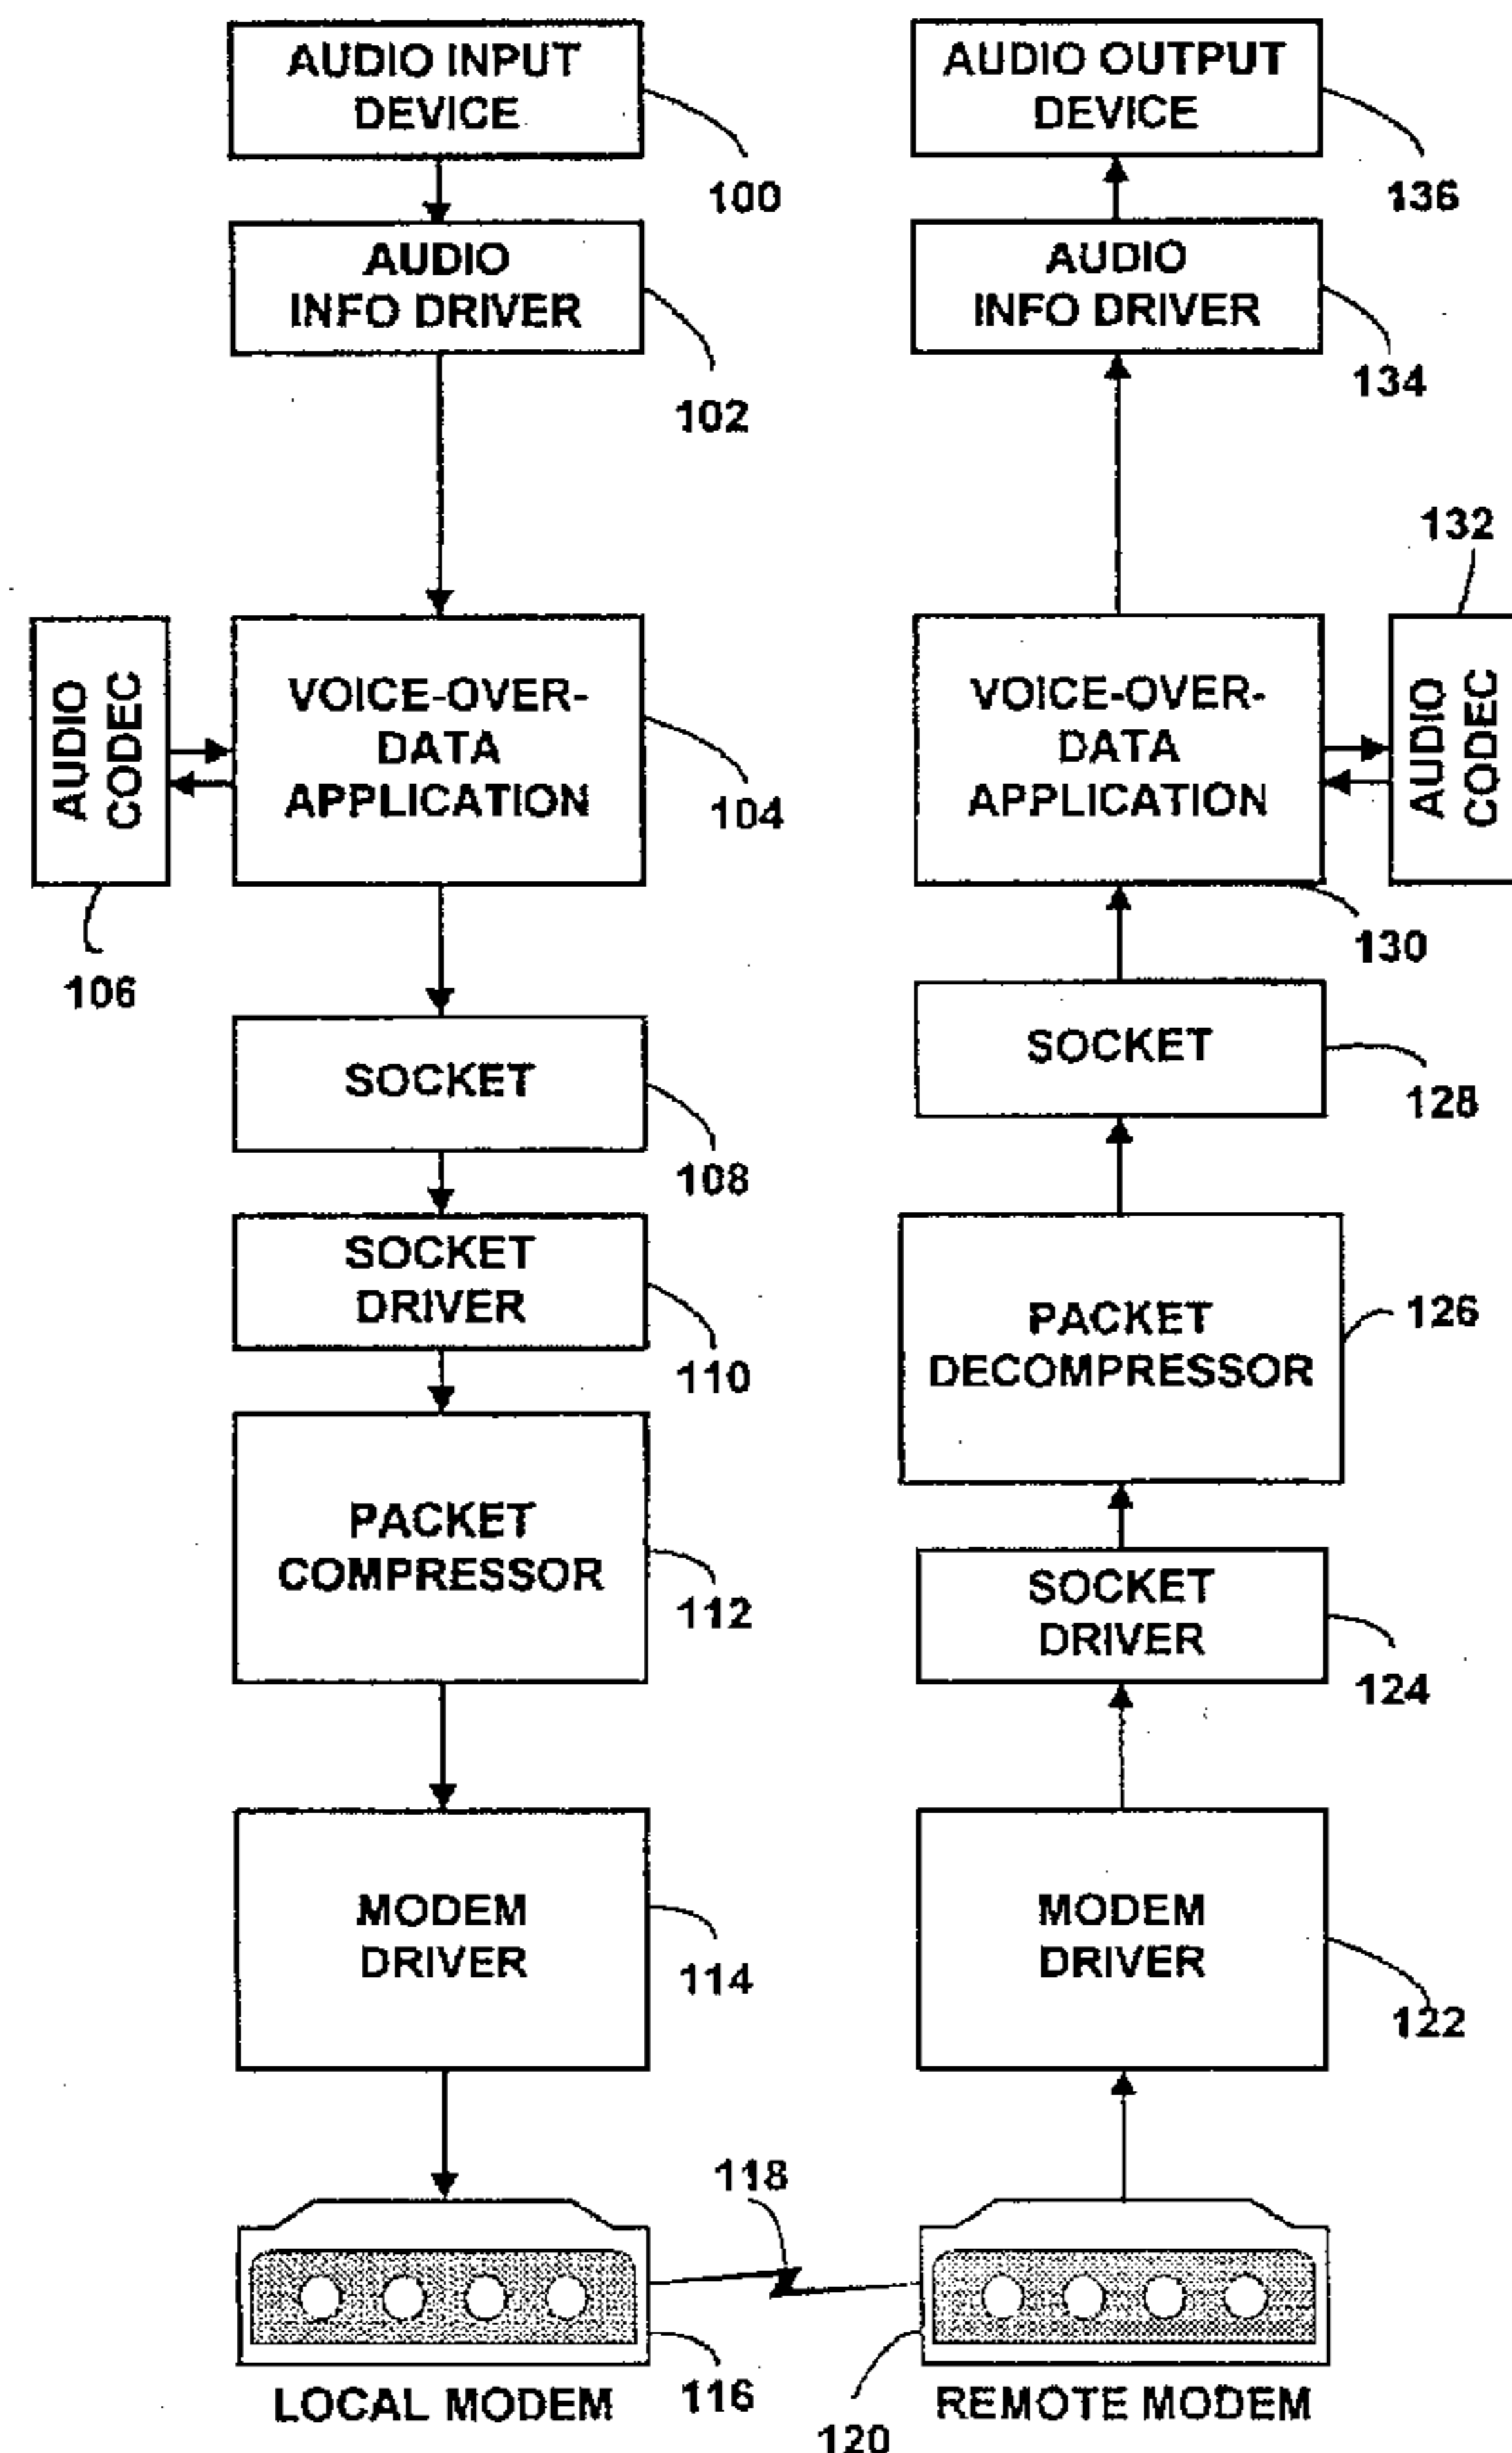 AUDIO INPUT
DEVICE
100
AUDIO
INFO DRIVER
102
AUDIO
CODEC
106
VOICE-OVER-
DATA
APPLICATION
104
SOCKET
108
SOCKET
DRIVER
110
PACKET
COMPRESSOR
112
MODEM
DRIVER
114
116
LOCAL MODEM
118
AUDIO OUTPUT
DEVICE
136
AUDIO
INFO DRIVER
134
132
VOICE-OVER-
DATA
APPLICATION
AUDIO
CODEC
130
SOCKET
128
PACKET
DECOMPRESSOR
126
SOCKET
DRIVER
124
MODEM
DRIVER
122
REMOTE MODEM
120